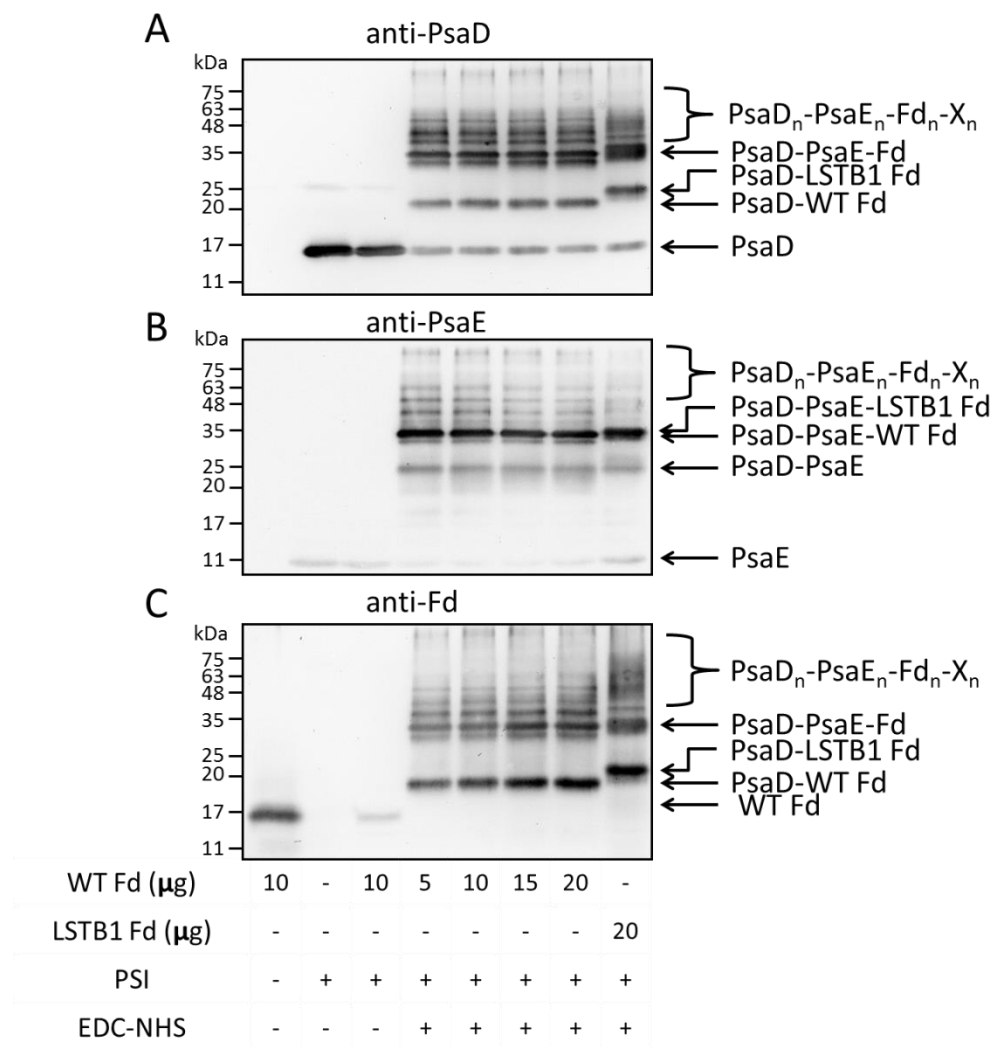 A
anti-PsaD
kDa
75
63
48
35
25
20
17
11
PsaDn-PsaEn-Fdn-Xn
PsaD-PsaE-Fd
PsaD-LSTB1 Fd
PsaD-WT Fd
PsaD
B
anti-PsaE
kDa
75
63
48
35
25
20
17
11
PsaDn-PsaEn-Fdn-Xn
PsaD-PsaE-LSTB1 Fd
PsaD-PsaE-WT Fd
PsaD-PsaE
PsaE
C
anti-Fd
kDa
75
63
48
35
25
20
17
11
PsaDn-PsaEn-Fdn-Xn
PsaD-PsaE-Fd
PsaD-LSTB1 Fd
PsaD-WT Fd
WT Fd
WT Fd (µg) 10 - 10 5 10 15 20 -
LSTB1 Fd (µg) - - - - - - - 20
PSI - + + + + + + +
EDC-NHS - - - + + + + +